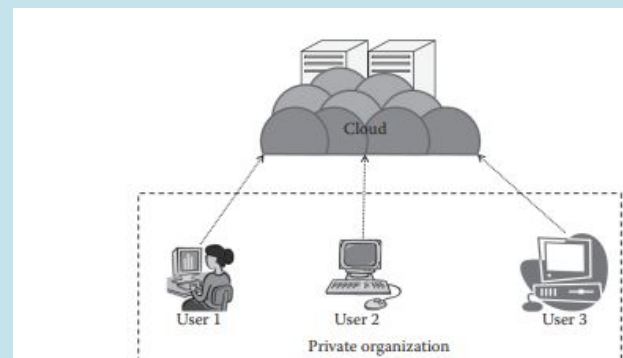 Cloud
User 1
User 2
User 3
Private organization